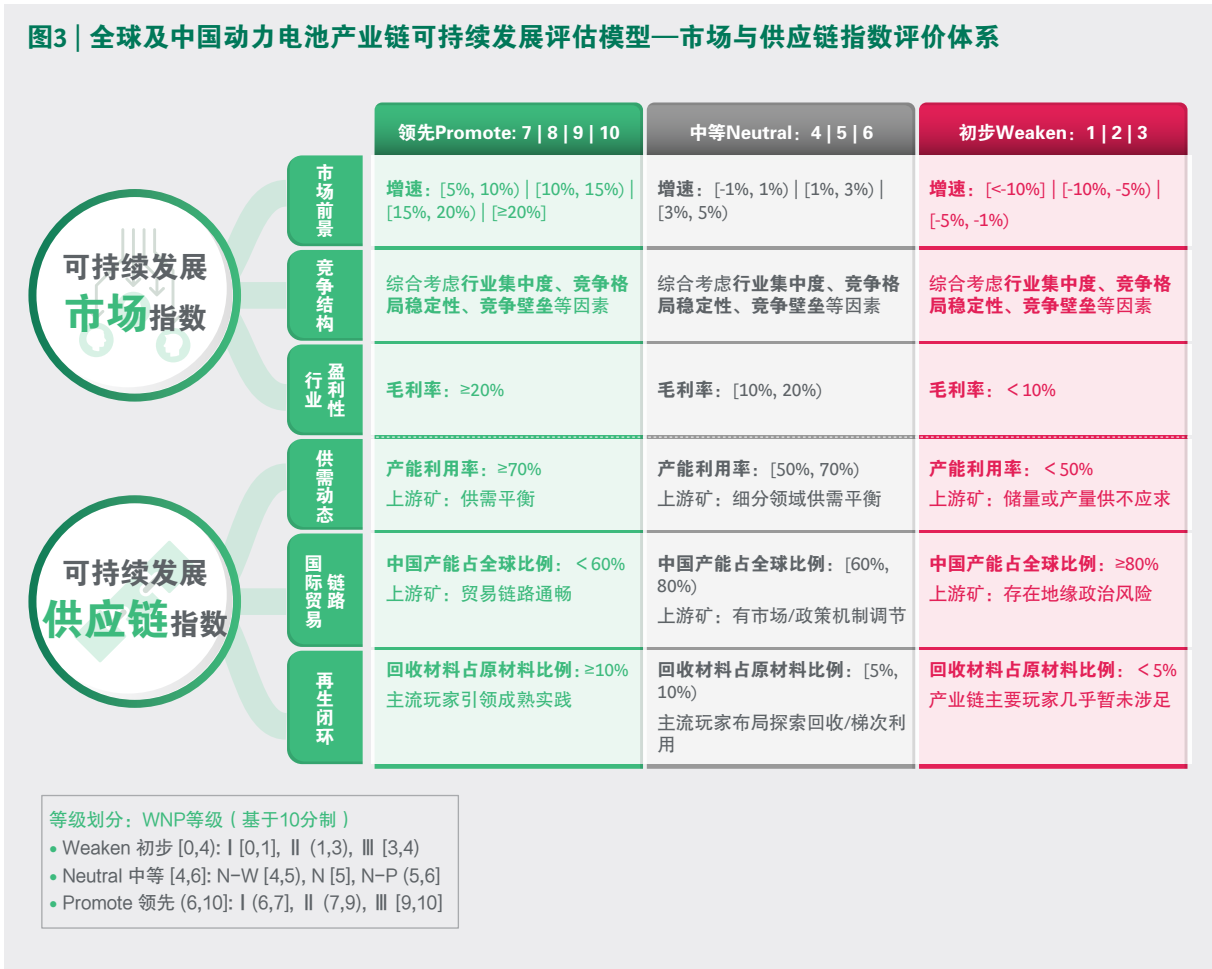 图3 | 全球及中国动力电池产业链可持续发展评估模型—市场与供应链指数评价体系
领先Promote: 7 | 8 | 9 | 10
中等Neutral：4 | 5 | 6
初步Weaken：1 | 2 | 3
可持续发展
市场指数
市场前景
增速：[5%, 10%) | [10%, 15%) |
[15%, 20%) | [≥20%]
增速：[-1%, 1%) | [1%, 3%) |
[3%, 5%)
增速：[<-10%] | [-10%, -5%) |
[-5%, -1%)
竞争结构
综合考虑行业集中度、竞争格
局稳定性、竞争壁垒等因素
综合考虑行业集中度、竞争格
局稳定性、竞争壁垒等因素
综合考虑行业集中度、竞争格
局稳定性、竞争壁垒等因素
行业
盈利性
毛利率：≥20%
毛利率：[10%, 20%)
毛利率：＜10%
可持续发展
供应链指数
供需动态
产能利用率：≥70%
上游矿：供需平衡
产能利用率：[50%, 70%)
上游矿：细分领域供需平衡
产能利用率：＜50%
上游矿：储量或产量供不应求
国际贸易
链路
中国产能占全球比例：＜60%
上游矿：贸易链路通畅
中国产能占全球比例：[60%,
80%)
上游矿：有市场/政策机制调节
中国产能占全球比例：≥80%
上游矿：存在地缘政治风险
再生闭环
回收材料占原材料比例：≥10%
主流玩家引领成熟实践
回收材料占原材料比例：[5%,
10%)
主流玩家布局探索回收/梯次利
用
回收材料占原材料比例：＜5%
产业链主要玩家几乎暂未涉足
等级划分：WNP等级（基于10分制）
• Weaken 初步 [0,4): Ⅰ [0,1], Ⅱ (1,3), Ⅲ [3,4)
• Neutral 中等 [4,6]: N−W [4,5), N [5], N−P (5,6]
• Promote 领先 (6,10]: Ⅰ (6,7], Ⅱ (7,9), Ⅲ [9,10]